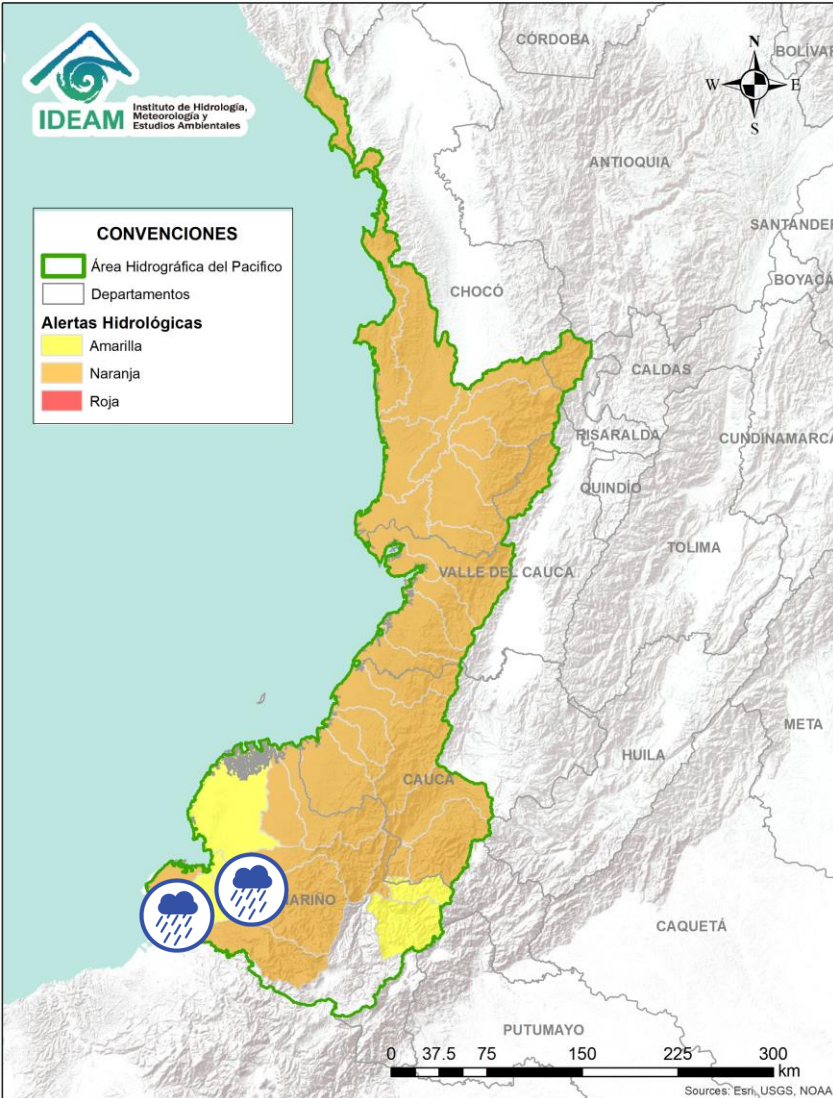 IDEAM
Instituto de Hidrología,
Meteorología y
Estudios Ambientales
N
W
E
S
CÓRDOBA
BOLÍVAR
ANTIOQUIA
SANTANDER
BOYACÁ
CONVENCIONES
Área Hidrográfica del Pacifico
Departamentos
Alertas Hidrológicas
Amarilla
Naranja
Roja
CHOCÓ
CALDAS
RISARALDA
CUNDINAMARCA
QUINDÍO
TOLIMA
VALLE DEL CAUCA
META
HUILA
CAUCA
ARIÑO
CAQUETÁ
PUTUMAYO
0 37.5 75 150 225 300
km
Sources: Esri, USGS, NOAA